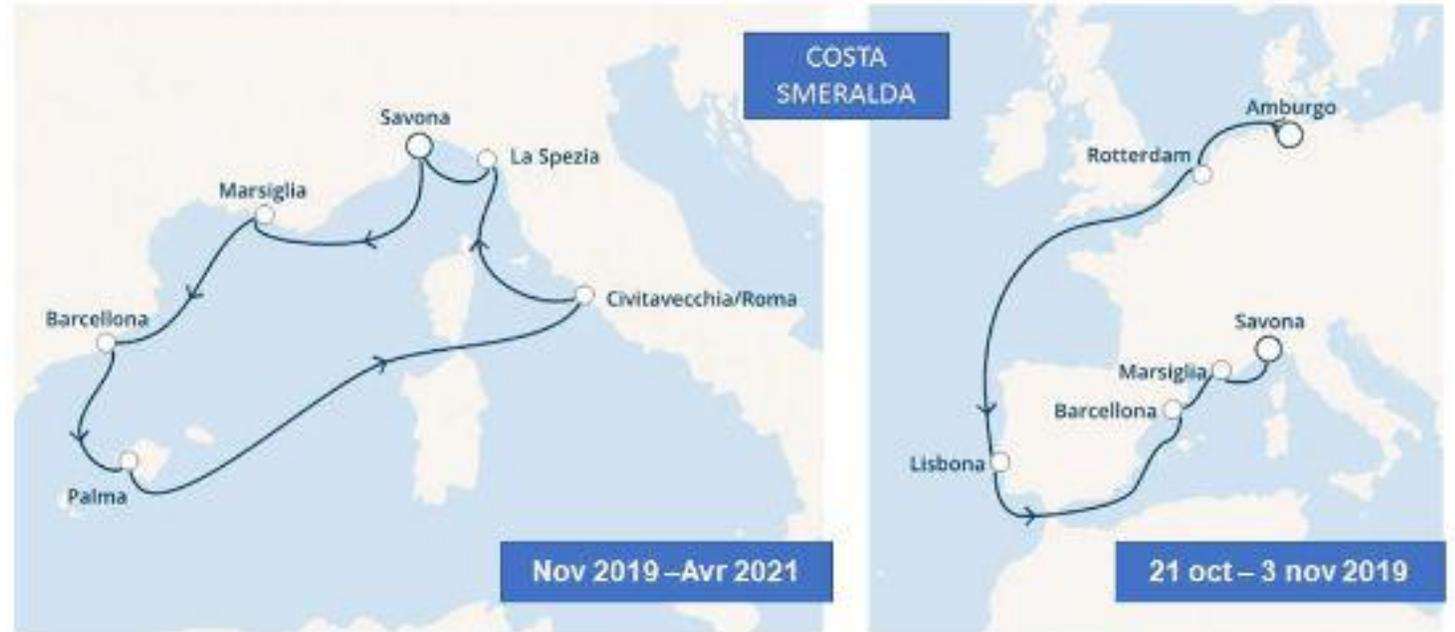 COSTA
SMERALDA
Savona
La Spezia
Marsiglia
Civitavecchia/Roma
Barcellona
Palma
Nov 2019 –Avr 2021
Amburgo
Rotterdam
Savona
Marsiglia
Barcellona
Lisbona
21 oct – 3 nov 2019